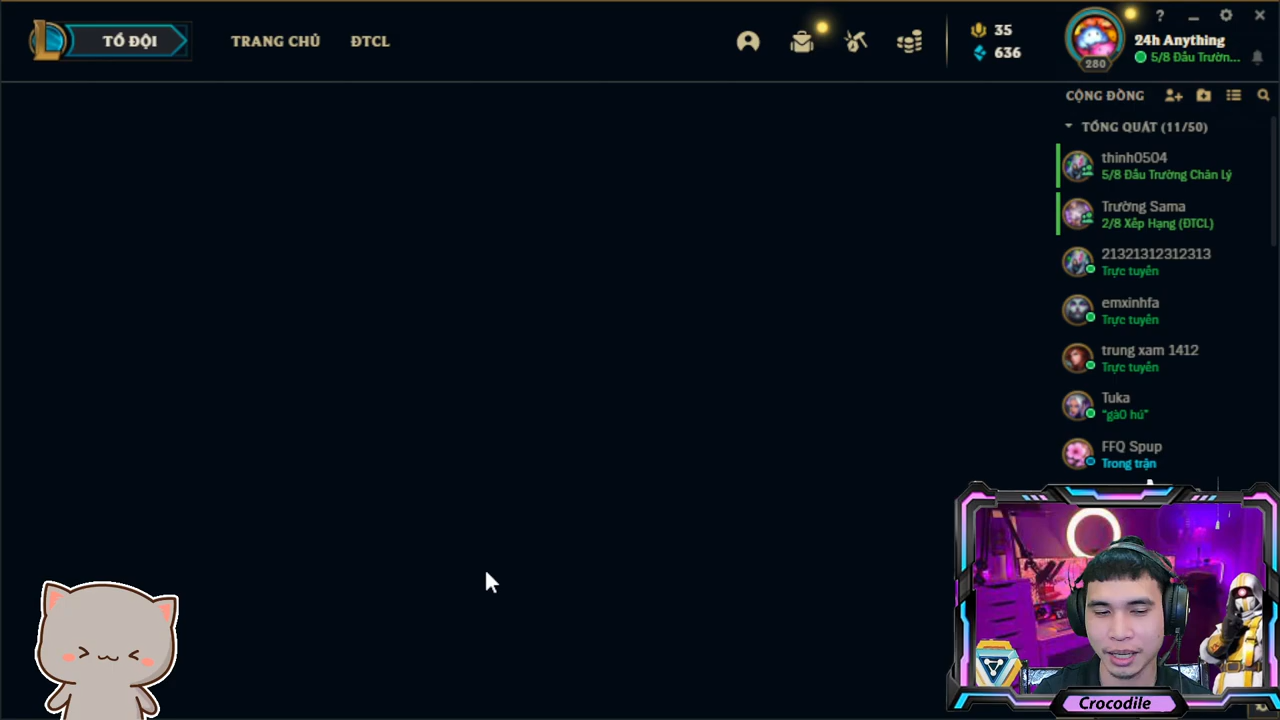 TỔ ĐỘI
TRANG CHỦ
ĐTCL
35
636
280
24h Anything
5/8 Đấu Trườn...
CỘNG ĐỒNG
TỔNG QUÁT (11/50)
thinh0504
5/8 Đấu Trường Chân Lý
Trường Sama
2/8 Xếp Hạng (ĐTCL)
21321312312313
Trực tuyến
emxinhfa
Trực tuyến
trung xam 1412
Trực tuyến
Tuka
"gà0 hú"
FFQ Spup
Trong trận
Crocodile